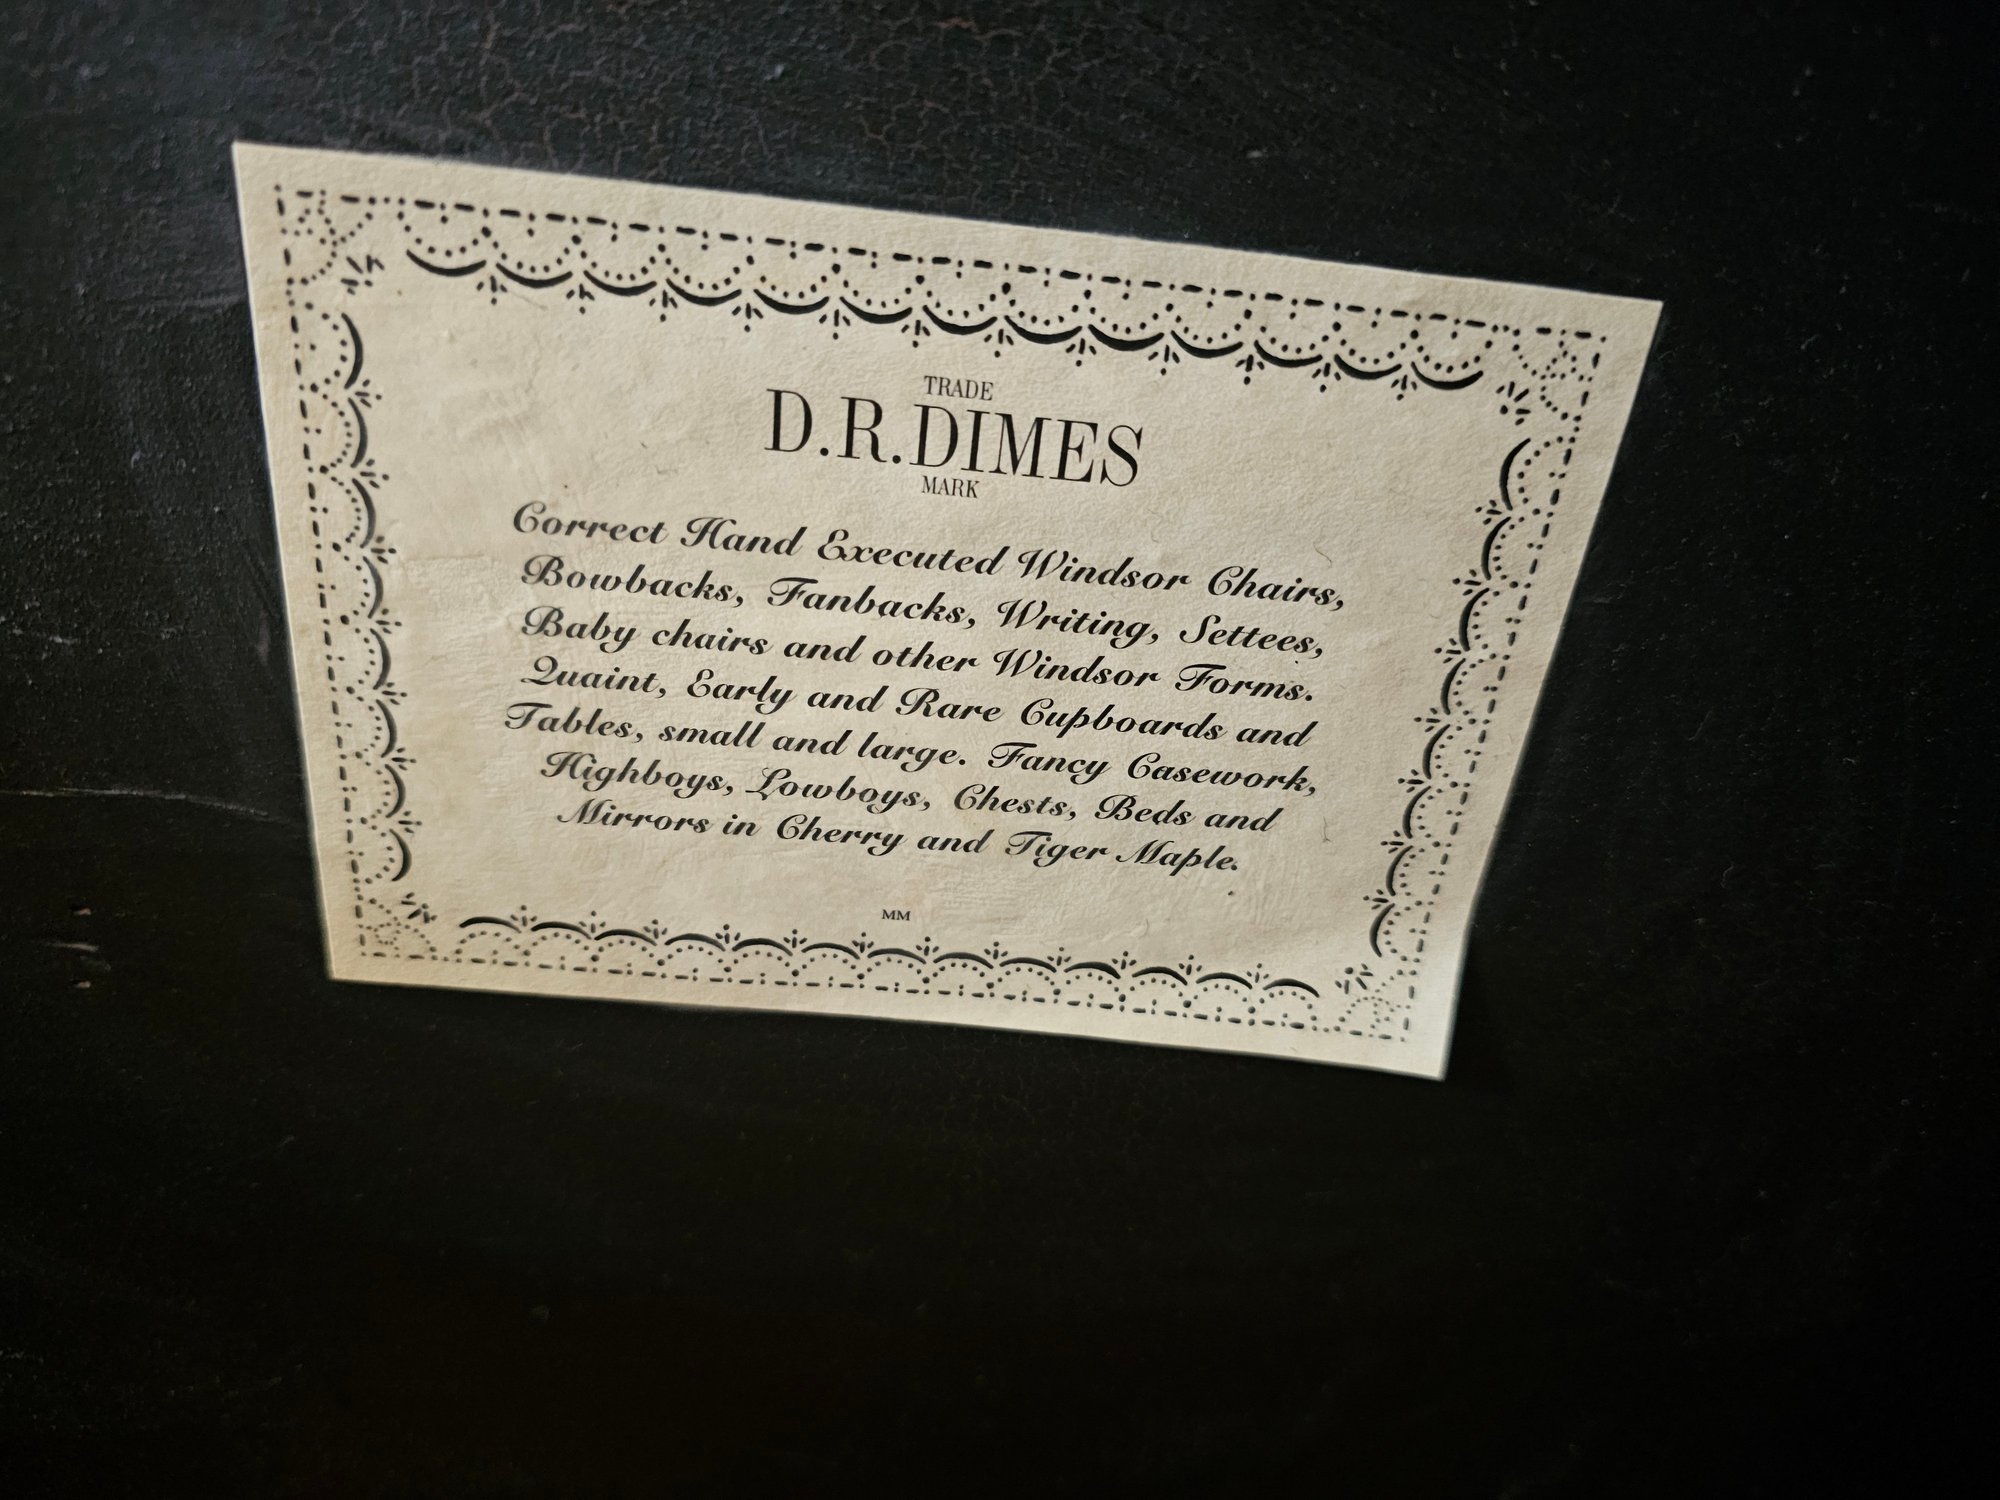 TRADE
D.R.DIMES
MARK
Correct Hand Executed Windsor Chairs,
Bowbacks, Fanbacks, Writing, Settees,
Baby chairs and other Windsor Forms.
Quaint, Early and Rare Cupboards and
Tables, small and large. Fancy Casework,
Highboys, Lowboys, Chests, Beds and
Mirrors in Cherry and Tiger Maple.
MM